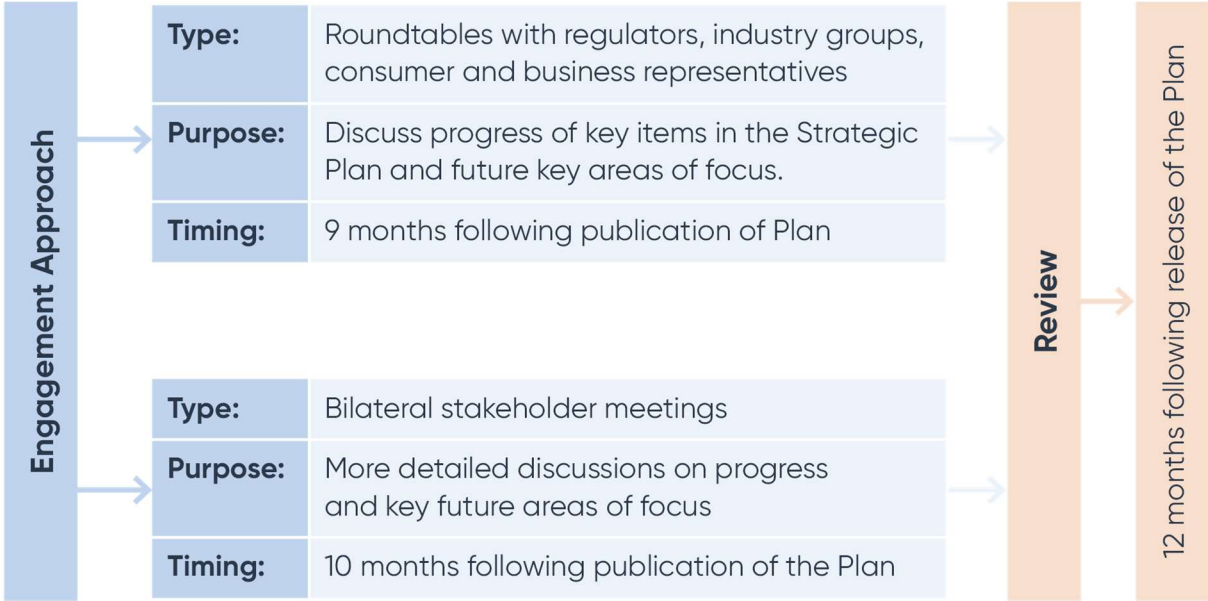 Engagement Approach
Type:
Roundtables with regulators, industry groups,
consumer and business representatives
Purpose:
Discuss progress of key items in the Strategic
Plan and future key areas of focus.
Timing:
9 months following publication of Plan
Type:
Bilateral stakeholder meetings
Purpose:
More detailed discussions on progress
and key future areas of focus
Timing:
10 months following publication of the Plan
Review
12 months following release of the Plan